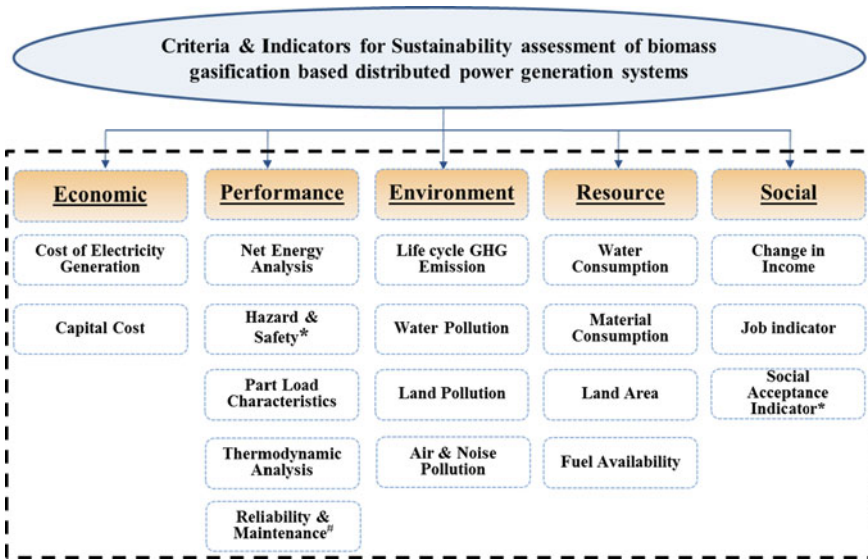 Criteria & Indicators for Sustainability assessment of biomass
gasification based distributed power generation systems
Economic
Cost of Electricity
Generation
Capital Cost
Performance
Net Energy
Analysis
Hazard &
Safety*
Part Load
Characteristics
Thermodynamic
Analysis
Reliability &
Maintenance#
Environment
Life cycle GHG
Emission
Water Pollution
Land Pollution
Air & Noise
Pollution
Resource
Water
Consumption
Material
Consumption
Land Area
Fuel Availability
Social
Change in
Income
Job indicator
Social
Acceptance
Indicator*